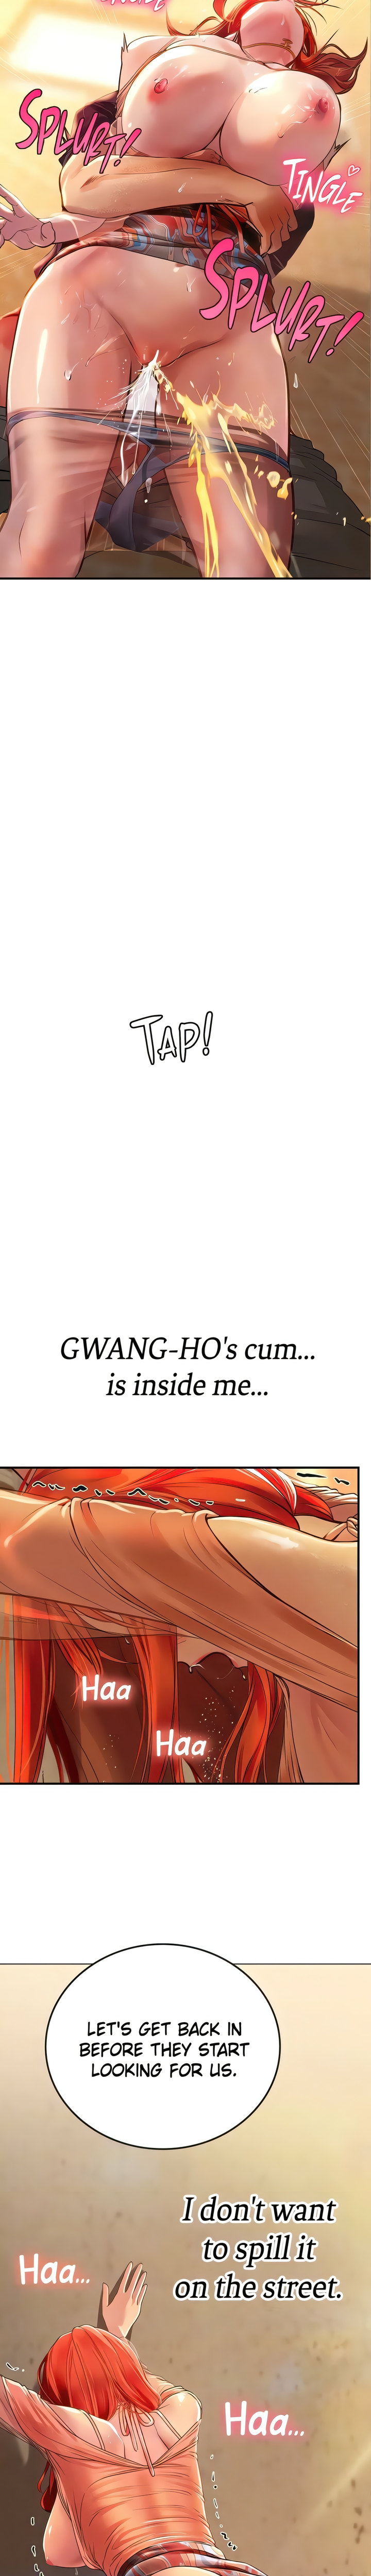 SPLURT!
TINGLE
SPLURT!
TAP!
GWANG-HO's cum...
is inside me...
Haa
Haa
LET'S GET BACK IN
BEFORE THEY START
LOOKING FOR US.
I don't want
to spill it
on the street.
Haa...
Haa...